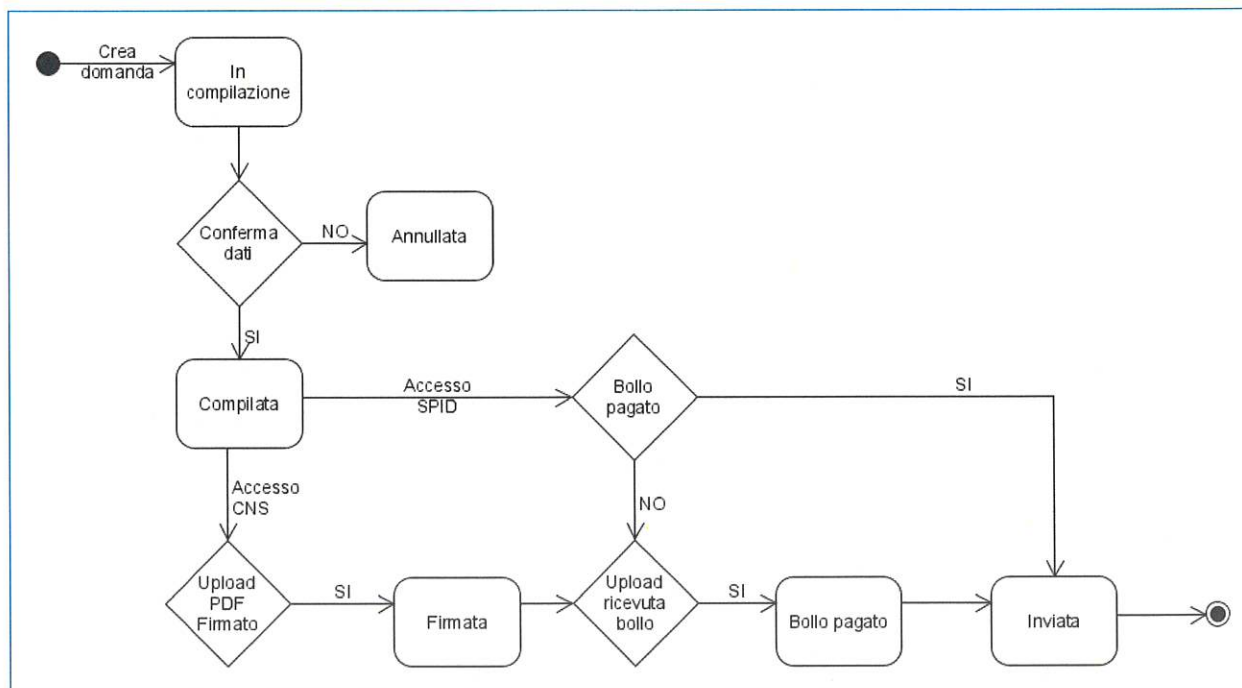 Crea
domanda
In
compilazione
Conferma
dati
NO
Annullata
SI
Compilata
Accesso
SPID
Bollo
pagato
SI
Accesso
CNS
NO
Upload
PDF
Firmato
SI
Firmata
Upload
ricevuta
bollo
SI
Bollo pagato
Inviata